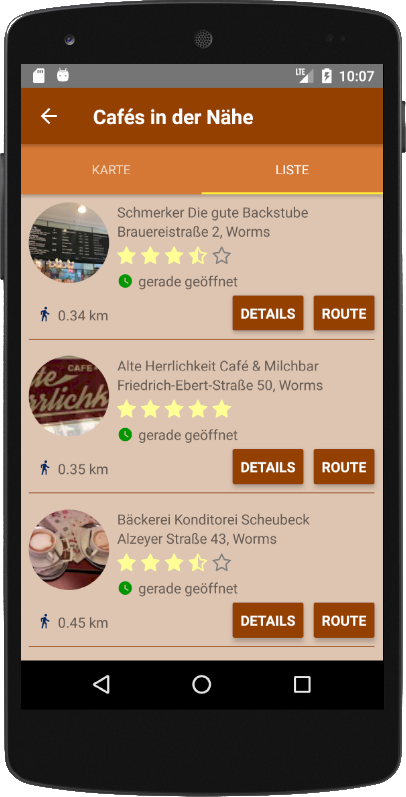 LTE 10:07
Cafés in der Nähe
KARTE LISTE
Schmerker Die gute Backstube
Brauereistraße 2, Worms
gerade geöffnet
0.34 km DETAILS ROUTE
CAFE
rrlichk
Alte Herrlichkeit Café & Milchbar
Friedrich-Ebert-Straße 50, Worms
gerade geöffnet
0.35 km DETAILS ROUTE
Bäckerei Konditorei Scheubeck
Alzeyer Straße 43, Worms
gerade geöffnet
0.45 km DETAILS ROUTE